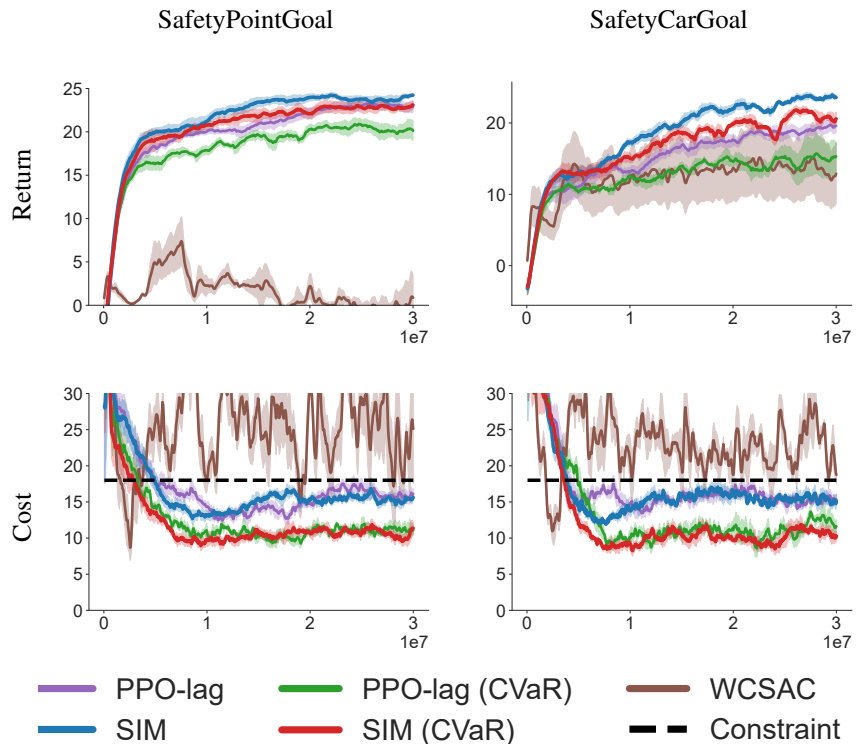 SafetyPointGoal
SafetyCarGoal
Return
25
20
15
10
5
0
0
1
2
3
1e7
20
10
0
0
1
2
3
1e7
Cost
30
25
20
15
10
5
0
0
1
2
3
1e7
30
25
20
15
10
5
0
0
1
2
3
1e7
PPO-lag
PPO-lag (CVaR)
WCSAC
SIM
SIM (CVaR)
Constraint